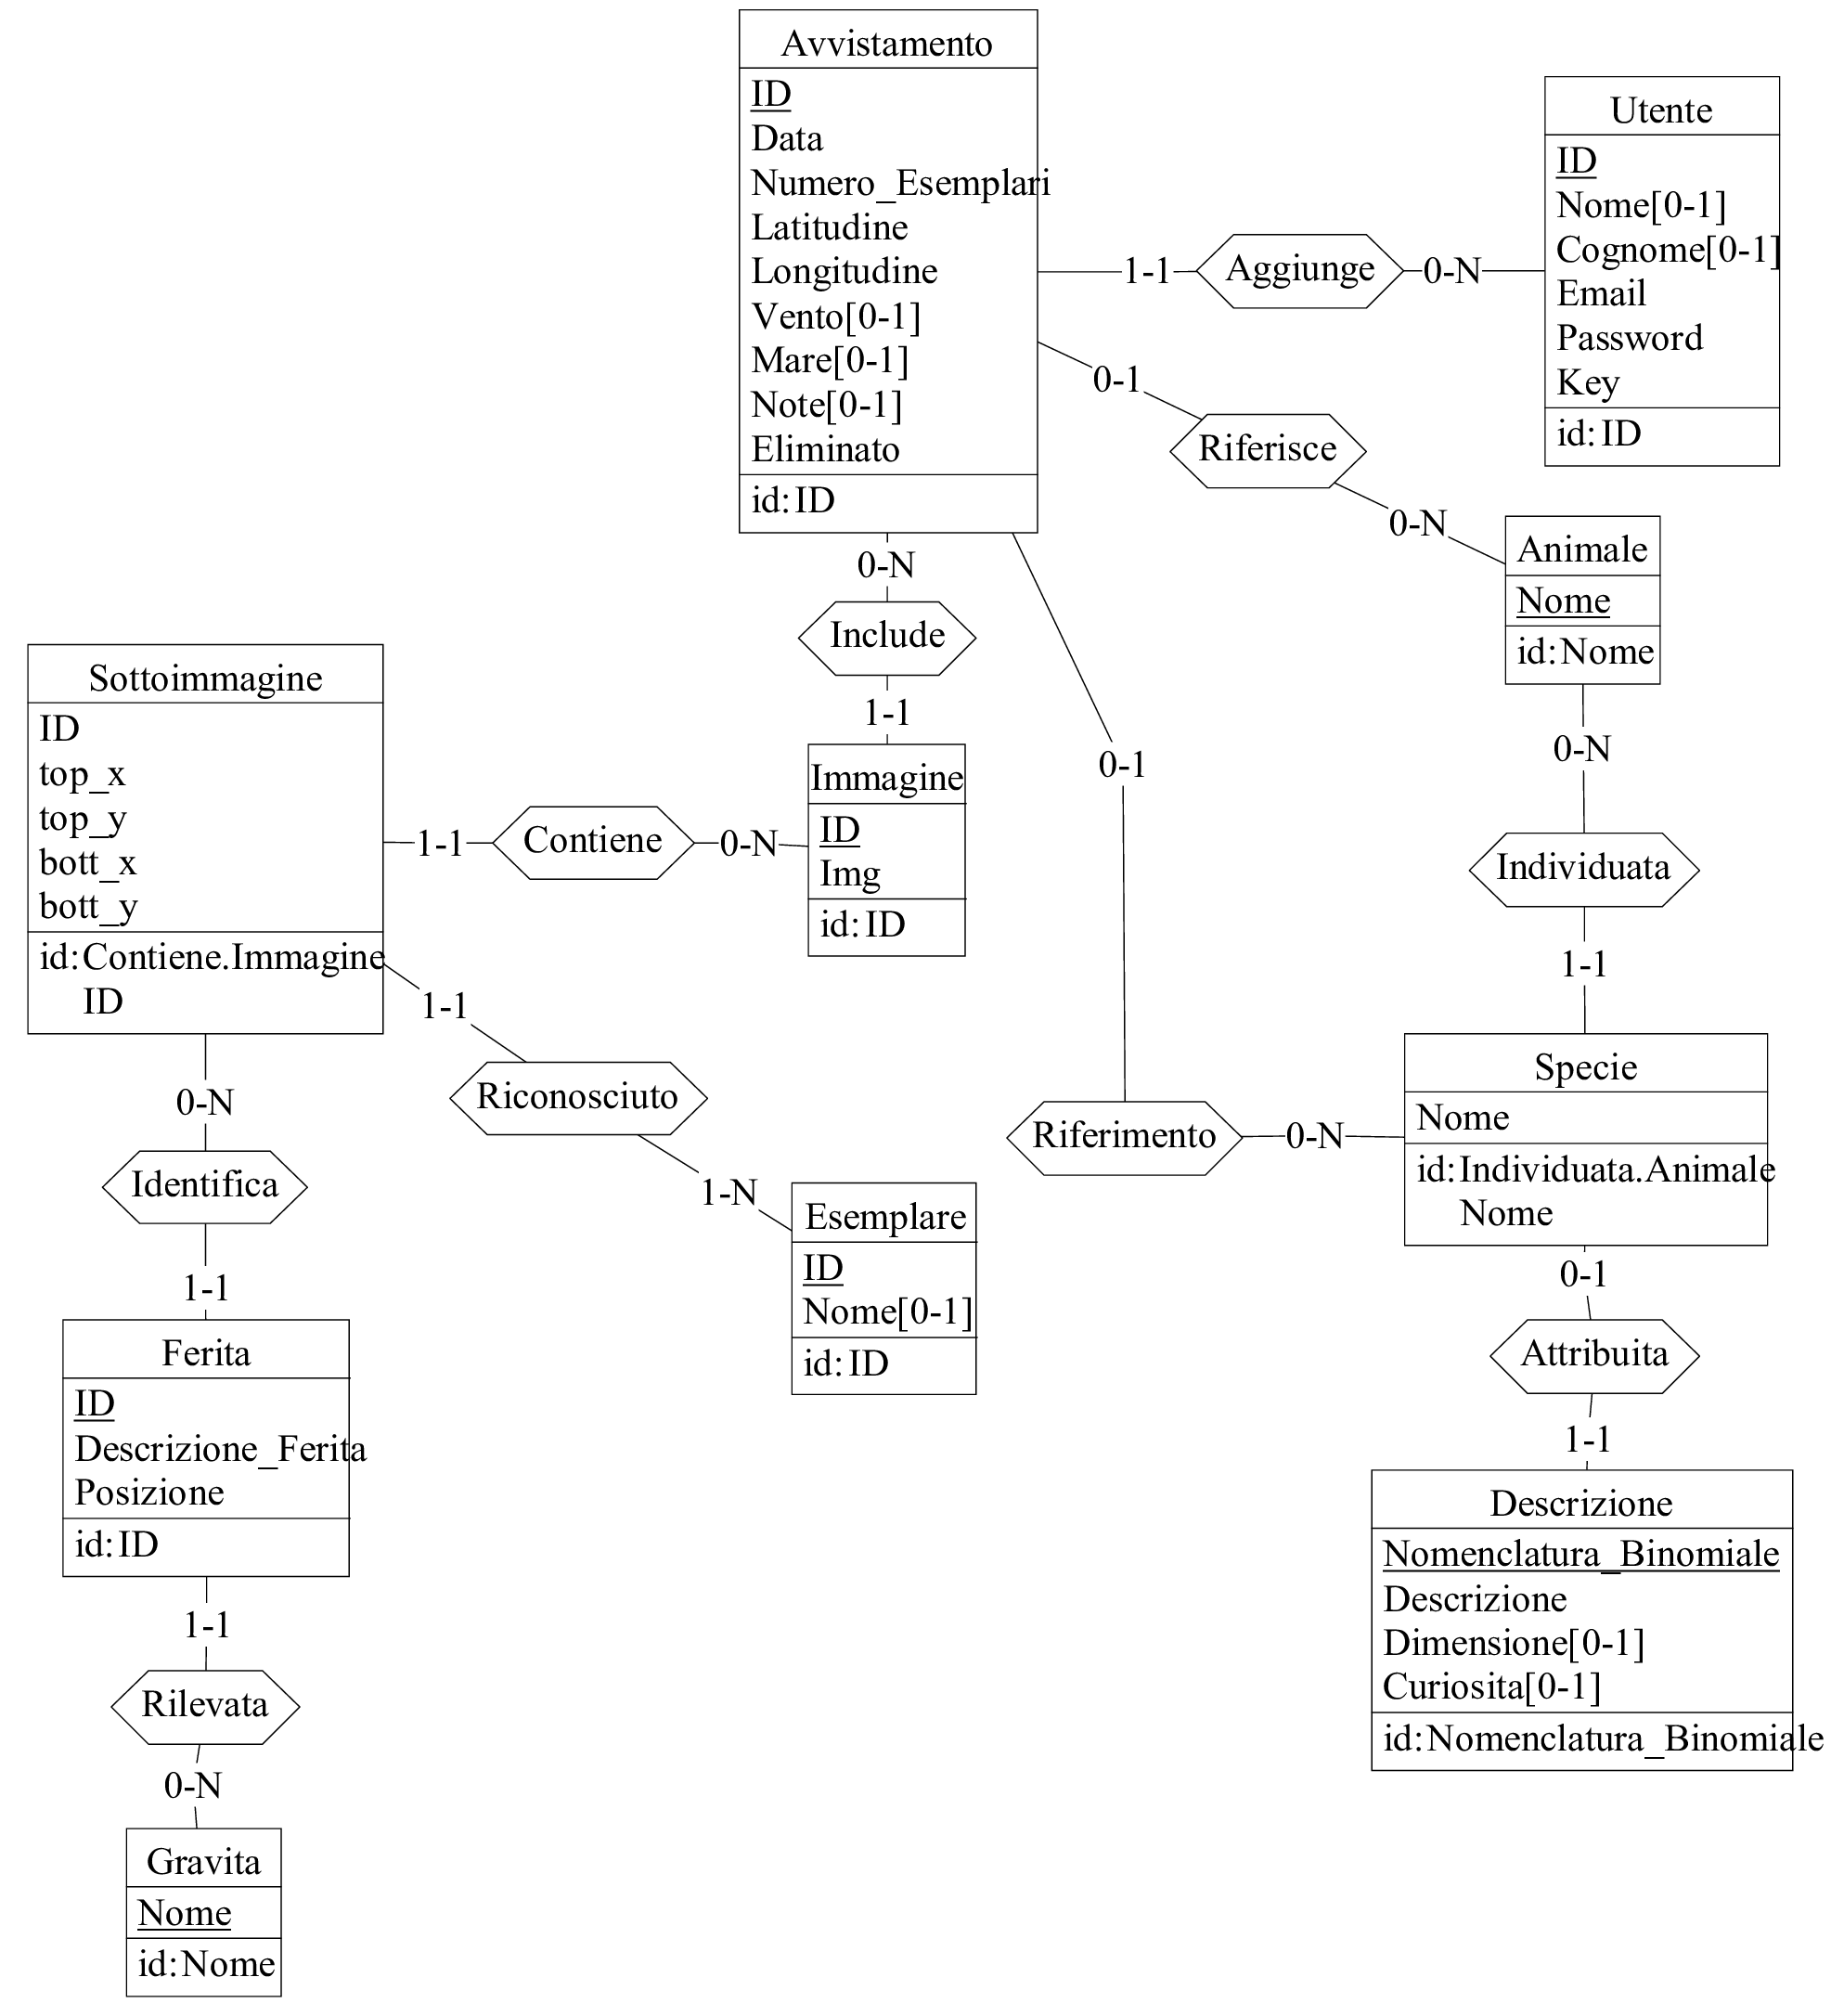 Avvistamento
ID
Data
Numero_Esemplari
Latitudine
Longitudine
Vento[0-1]
Mare[0-1]
Note[0-1]
Eliminato
id:ID
1-1
Aggiunge
0-N
Utente
ID
Nome[0-1]
Cognome[0-1]
Email
Password
Key
id:ID
0-1
Riferisce
0-N
Animale
Nome
id:Nome
0-N
Include
1-1
Immagine
ID
Img
id:ID
0-N
Contiene
1-1
Sottoimmagine
ID
top_x
top_y
bott_x
bott_y
id:Contiene.Immagine
ID
1-1
Riconosciuto
1-N
Esemplare
ID
Nome[0-1]
id:ID
0-N
Identifica
1-1
Ferita
ID
Descrizione_Ferita
Posizione
id:ID
1-1
Rilevata
0-N
Gravita
Nome
id:Nome
0-1
Riferimento
0-N
0-N
Individuata
1-1
Specie
Nome
id:Individuata.Animale
Nome
0-1
Attribuita
1-1
Descrizione
Nomenclatura_Binomiale
Descrizione
Dimensione[0-1]
Curiosita[0-1]
id:Nomenclatura_Binomiale